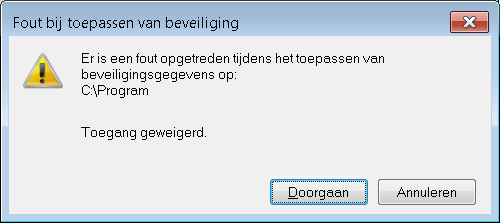 Fout bij toepassen van beveiliging
Er is een fout opgetreden tijdens het toepassen van
beveiligingsgegevens op:
C:\Program
Toegang geweigerd.
Doorgaan
Annuleren